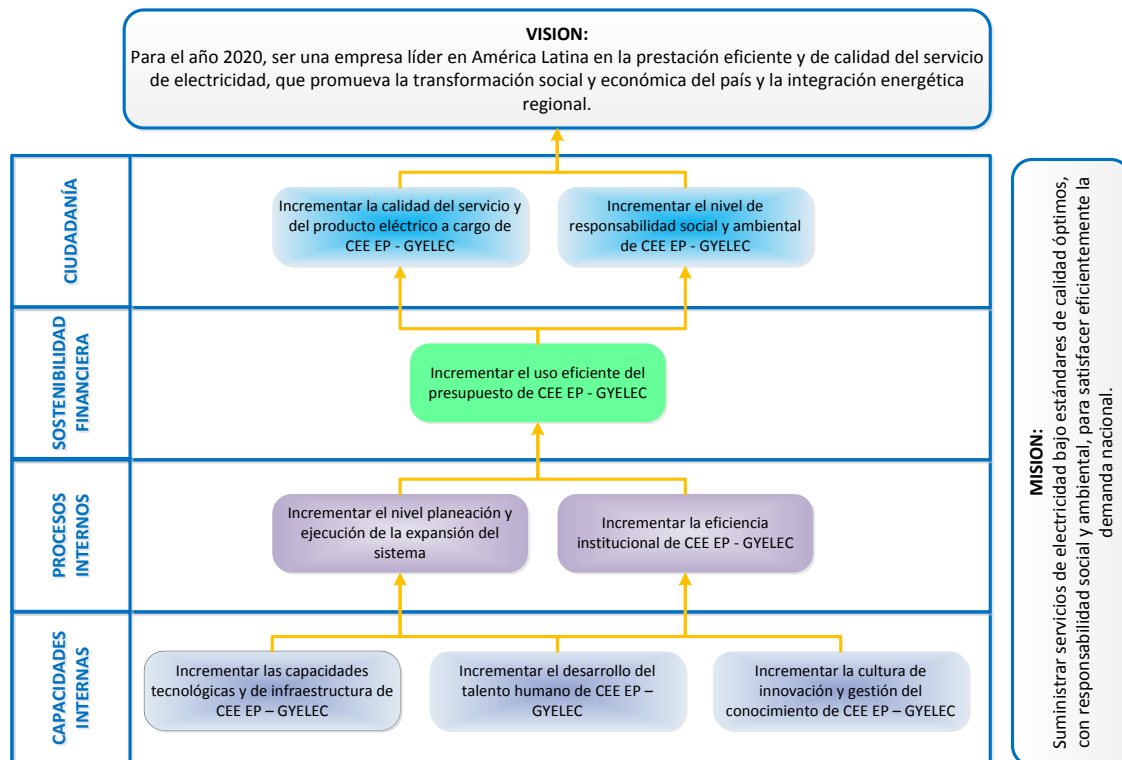 VISION:
Para el año 2020, ser una empresa líder en América Latina en la prestación eficiente y de calidad del servicio
de electricidad, que promueva la transformación social y económica del país y la integración energética
regional.
CIUDADANÍA
Incrementar la calidad del servicio y
del producto eléctrico a cargo de
CEE EP - GYELEC
Incrementar el nivel de
responsabilidad social y ambiental
de CEE EP - GYELEC
SOSTENIBILIDAD
FINANCIERA
Incrementar el uso eficiente del
presupuesto de CEE EP - GYELEC
PROCESOS
INTERNOS
Incrementar el nivel planeación y
ejecución de la expansión del
sistema
Incrementar la eficiencia
institucional de CEE EP - GYELEC
CAPACIDADES
INTERNAS
Incrementar las capacidades
tecnológicas y de infraestructura de
CEE EP – GYELEC
Incrementar el desarrollo del
talento humano de CEE EP –
GYELEC
Incrementar la cultura de
innovación y gestión del
conocimiento de CEE EP – GYELEC
MISION:
Suministrar servicios de electricidad bajo estándares de calidad óptimos,
con responsabilidad social y ambiental, para satisfacer eficientemente la
demanda nacional.